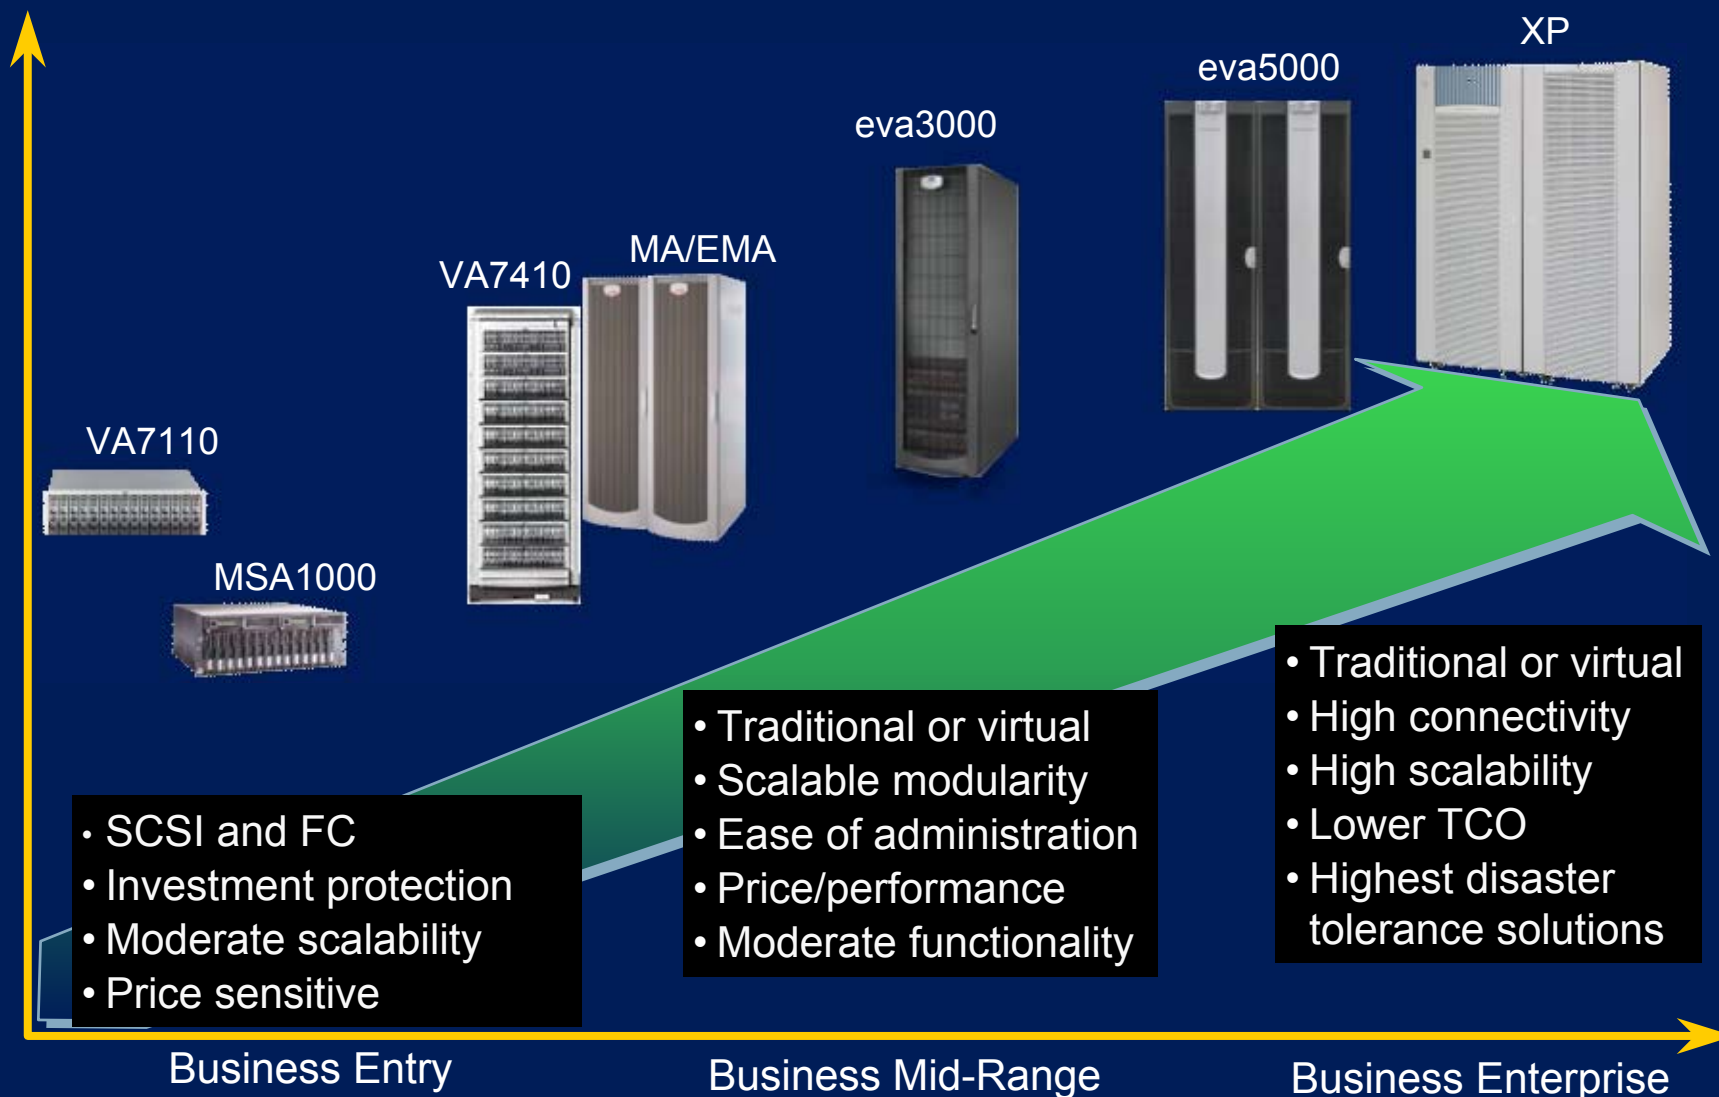 XP
eva5000
eva3000
MA/EMA
VA7410
VA7110
MSA1000
• SCSI and FC
• Investment protection
• Moderate scalability
• Price sensitive
• Traditional or virtual
• Scalable modularity
• Ease of administration
• Price/performance
• Moderate functionality
• Traditional or virtual
• High connectivity
• High scalability
• Lower TCO
• Highest disaster
tolerance solutions
Business Entry
Business Mid-Range
Business Enterprise